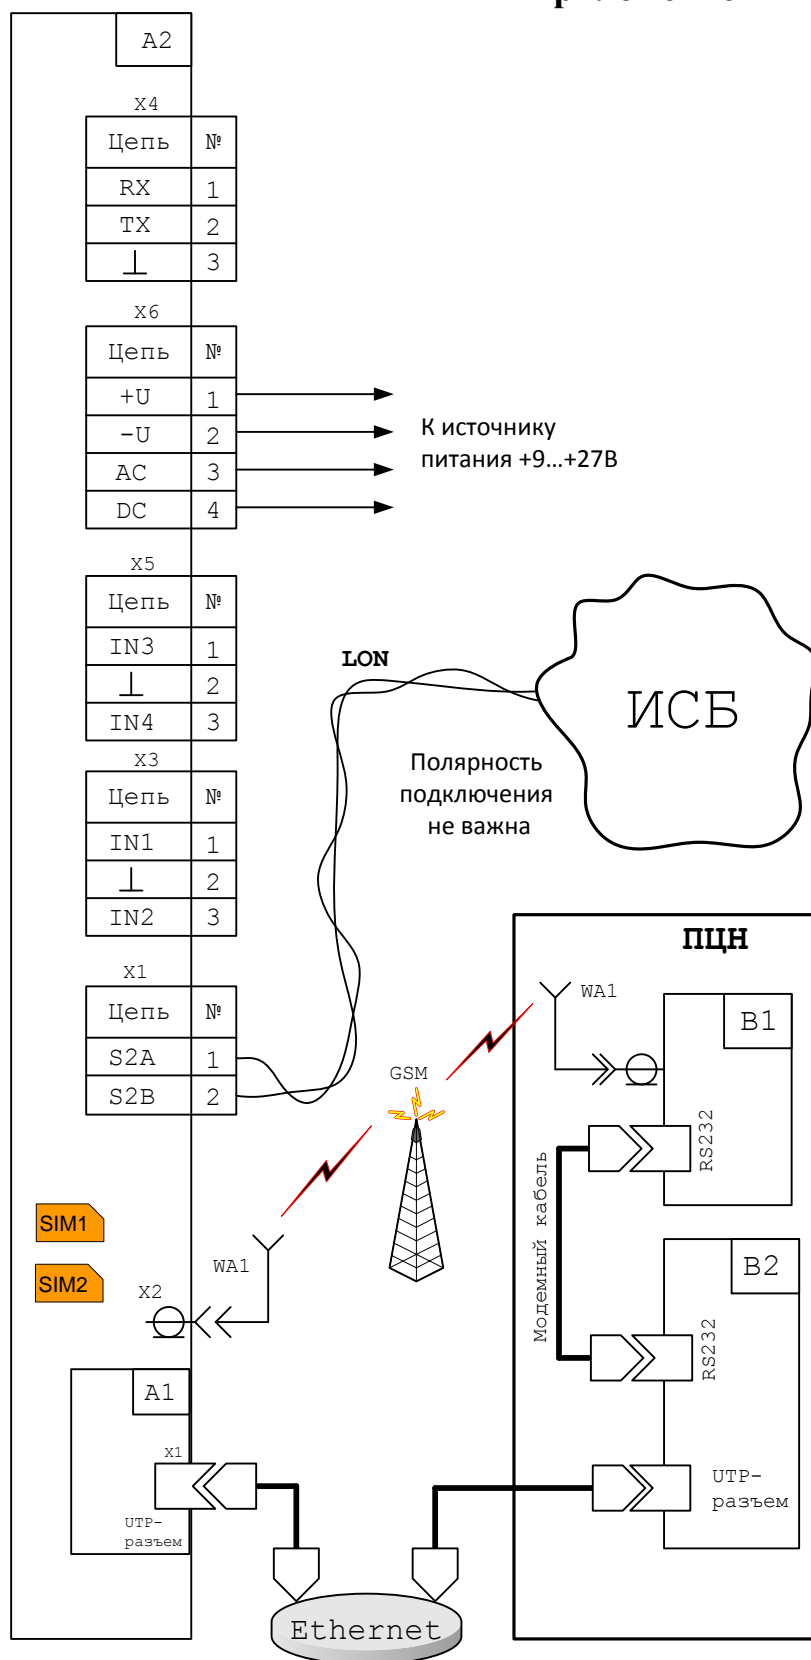 A2
X4
Цепь №
RX 1
TX 2
⊥ 3
X6
Цепь №
+U 1
-U 2
AC 3
DC 4
К источнику
питания +9...+27В
X5
Цепь №
IN3 1
⊥ 2
IN4 3
LON
ИСБ
Полярность
подключения
не важна
X3
Цепь №
IN1 1
⊥ 2
IN2 3
X1
Цепь №
S2A 1
S2B 2
GSM
ПЦН
WA1
B1
RS232
Модемный кабель
B2
RS232
UTP-
разъем
SIM1
SIM2
X2
WA1
A1
X1
UTP-
разъем
Ethernet